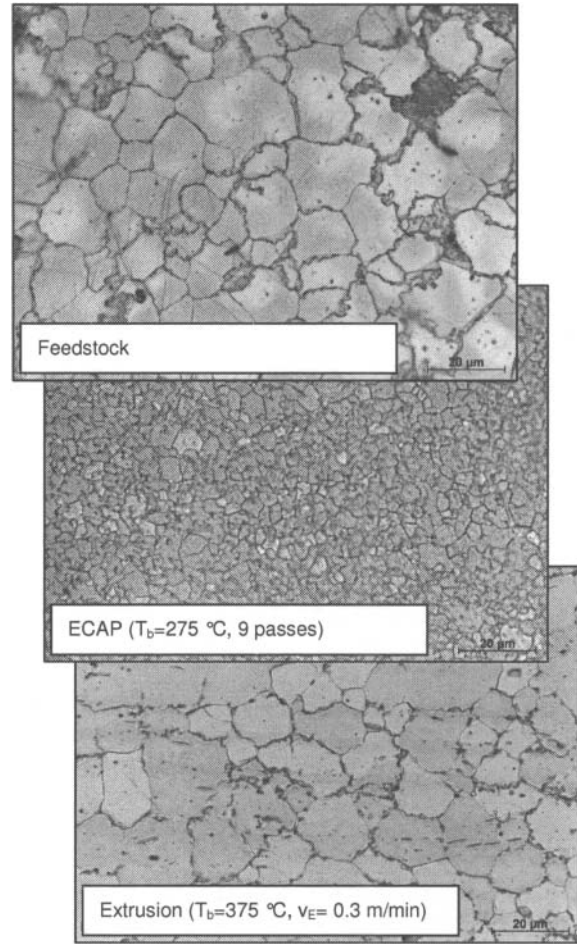 20 µm
Feedstock
20 µm
ECAP (T_b=275 °C, 9 passes)
20 µm
Extrusion (T_b=375 °C, v_E= 0.3 m/min)